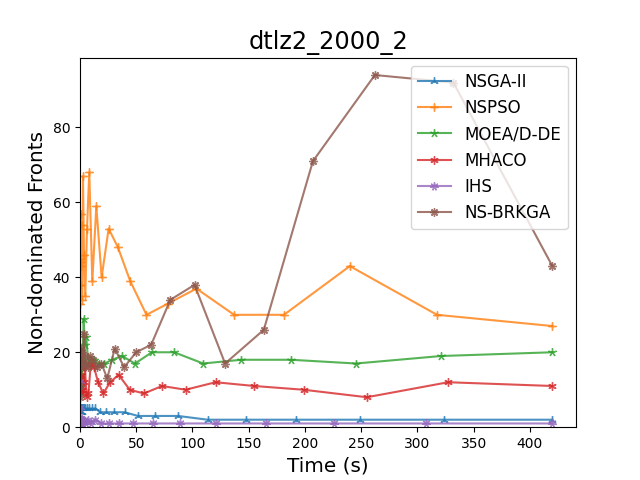 dtlz2_2000_2
Non-dominated Fronts
80
60
40
20
0
0 50 100 150 200 250 300 350 400
Time (s)
NSGA-II
NSPSO
MOEA/D-DE
MHACO
IHS
NS-BRKGA